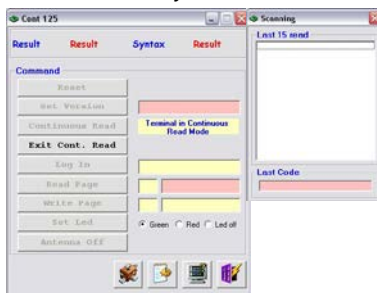 Cont 125
Result Result Syntax Result
Command
Reset
Get Version
Continuous Read
Terminal in Continuous
Read Mode
Exit Cont. Read
Log In
Read Page
Write Page
Set Led
Green Red Led off
Antenna Off
Scanning
Last 15 read
Last Code